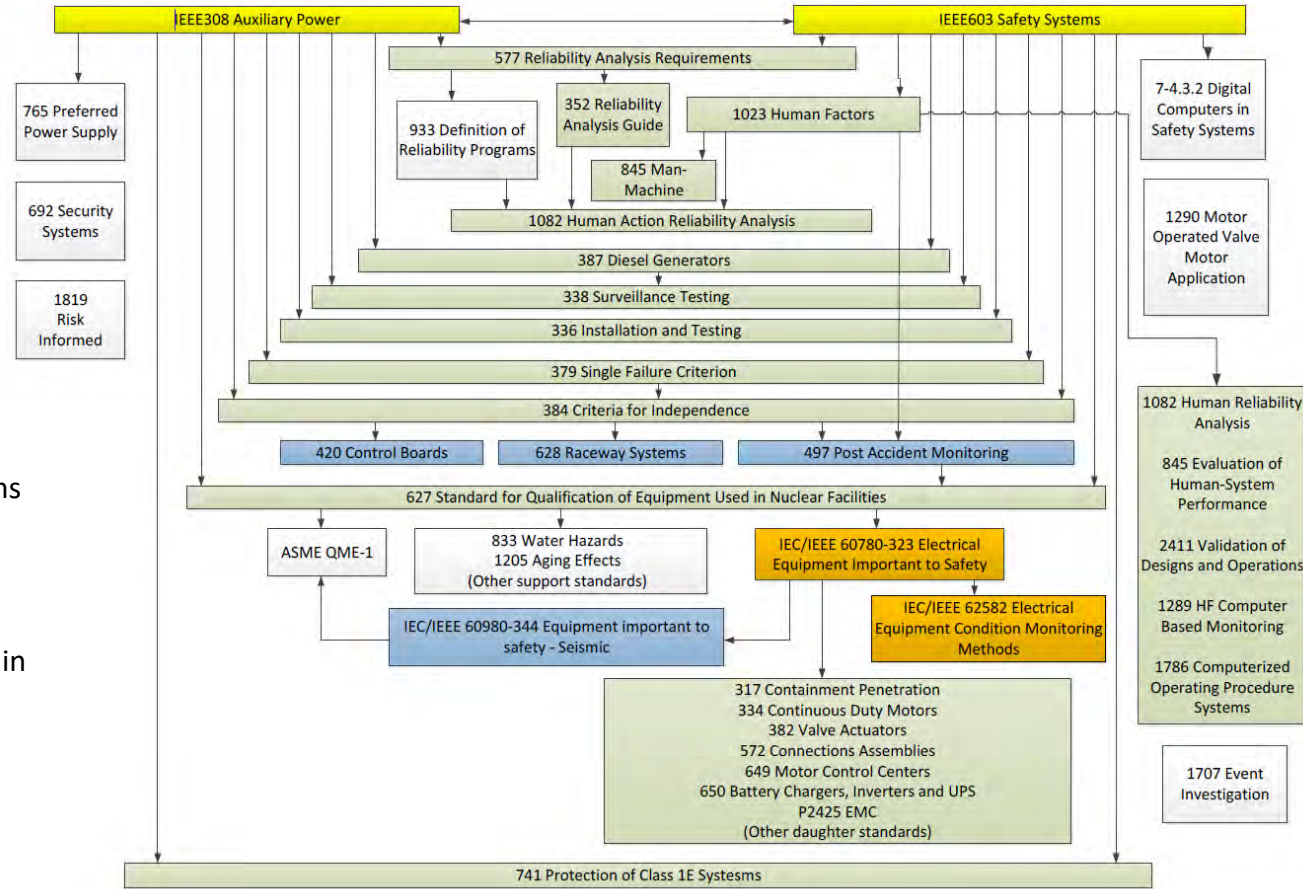 IEEE308 Auxiliary Power
IEEE603 Safety Systems
577 Reliability Analysis Requirements
765 Preferred
Power Supply
933 Definition of
Reliability Programs
352 Reliability
Analysis Guide
1023 Human Factors
7-4.3.2 Digital
Computers in
Safety Systems
845 Man-
Machine
692 Security
Systems
1082 Human Action Reliability Analysis
1290 Motor
Operated Valve
Motor
Application
387 Diesel Generators
1819
Risk
Informed
338 Surveillance Testing
336 Installation and Testing
379 Single Failure Criterion
384 Criteria for Independence
420 Control Boards
628 Raceway Systems
497 Post Accident Monitoring
ns
627 Standard for Qualification of Equipment Used in Nuclear Facilities
ASME QME-1
833 Water Hazards
1205 Aging Effects
(Other support standards)
IEC/IEEE 60780-323 Electrical
Equipment Important to Safety
IEC/IEEE 60980-344 Equipment important to
safety - Seismic
IEC/IEEE 62582 Electrical
Equipment Condition Monitoring
Methods
in
1082 Human Reliability
Analysis
845 Evaluation of
Human-System
Performance
2411 Validation of
Designs and Operations
1289 HF Computer
Based Monitoring
1786 Computerized
Operating Procedure
Systems
317 Containment Penetration
334 Continuous Duty Motors
382 Valve Actuators
572 Connections Assemblies
649 Motor Control Centers
650 Battery Chargers, Inverters and UPS
P2425 EMC
(Other daughter standards)
1707 Event
Investigation
741 Protection of Class 1E Systesms